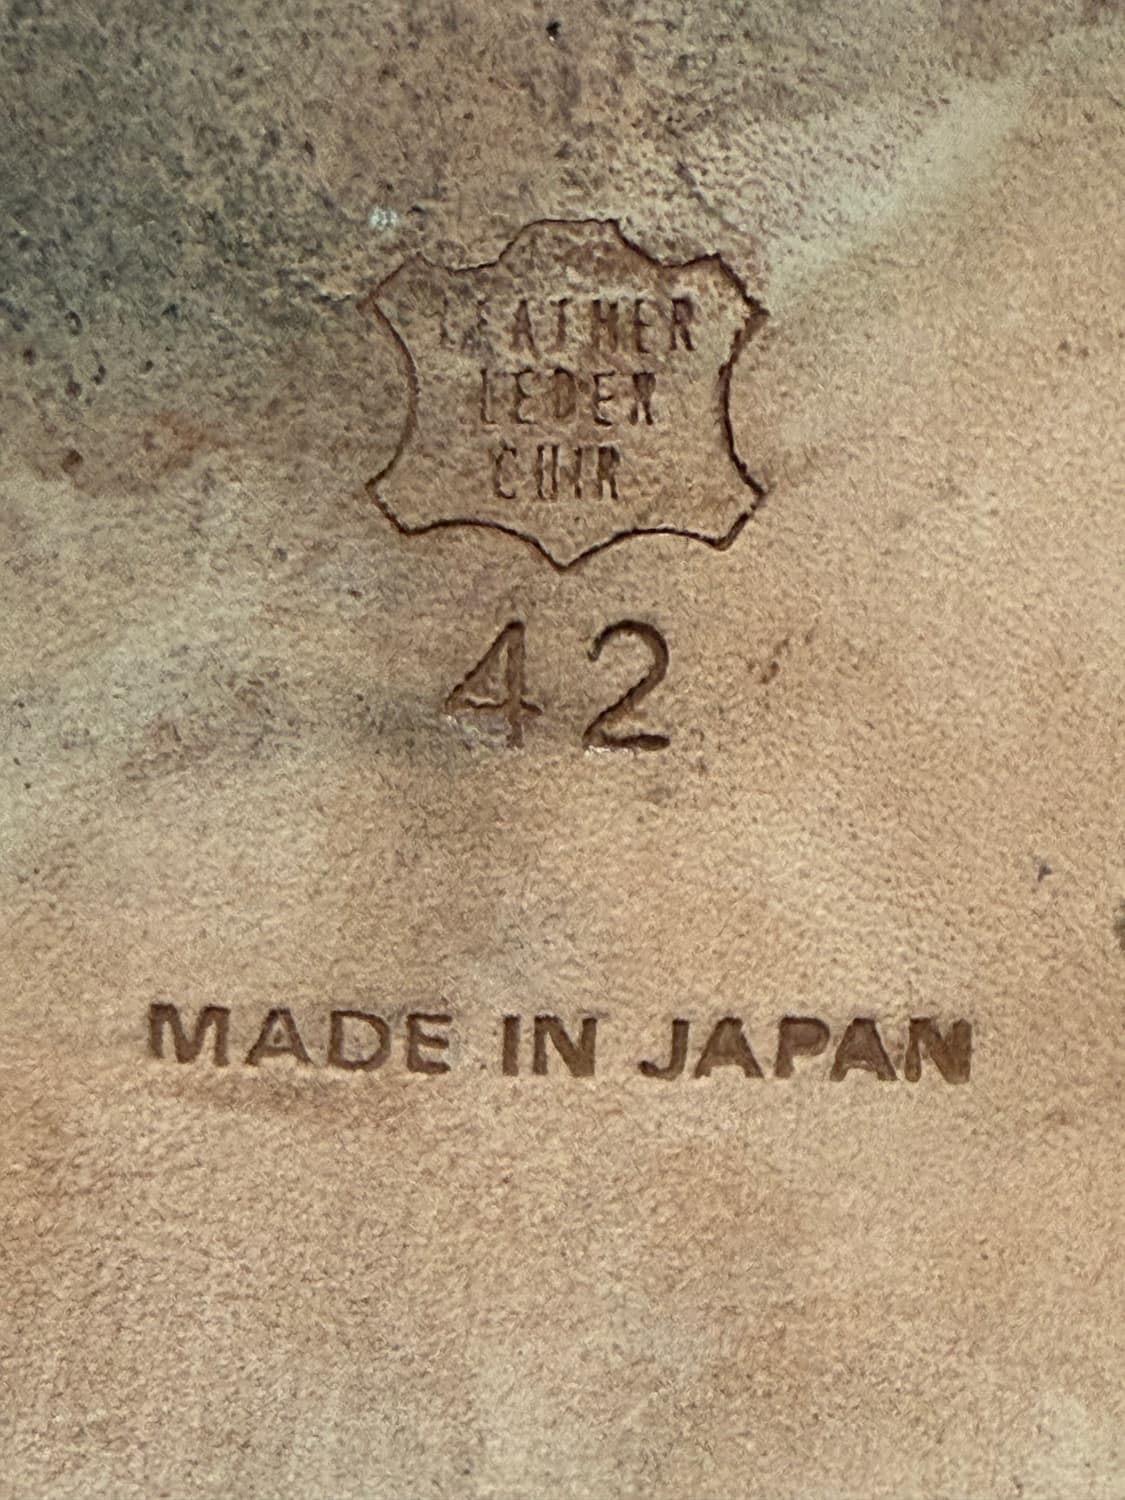 LEATHER
LEDER
CUIR
42
MADE IN JAPAN